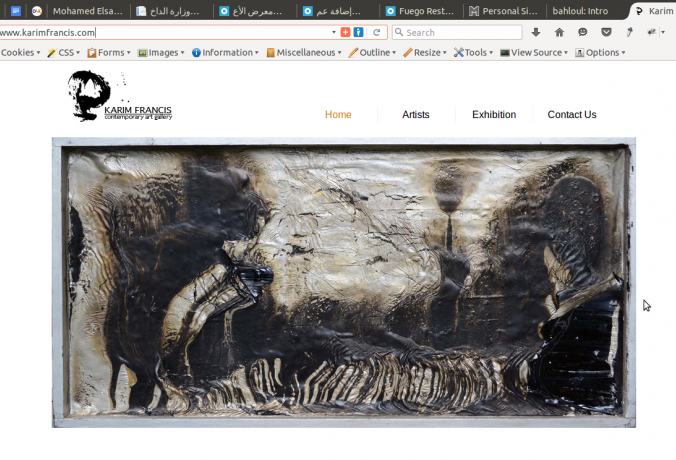 Mohamed Elsa...
وزارة الداخ...
معرض الأع...
إضافة عم...
Fuego Rest...
Personal Si...
bahloul: Intro
Karim
www.karimfrancis.com
Search
Cookies
CSS
Forms
Images
Information
Miscellaneous
Outline
Resize
Tools
View Source
Options
KARIM FRANCIS
contemporary art gallery
Home
Artists
Exhibition
Contact Us